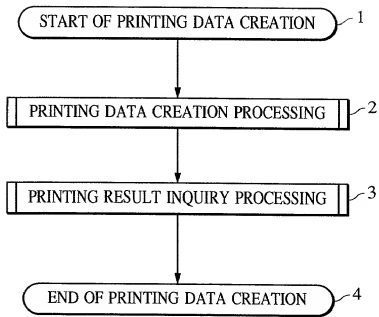 START OF PRINTING DATA CREATION 1
PRINTING DATA CREATION PROCESSING 2
PRINTING RESULT INQUIRY PROCESSING 3
END OF PRINTING DATA CREATION 4